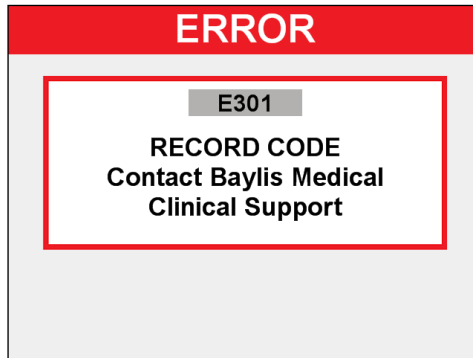 ERROR
E301
RECORD CODE
Contact Baylis Medical
Clinical Support